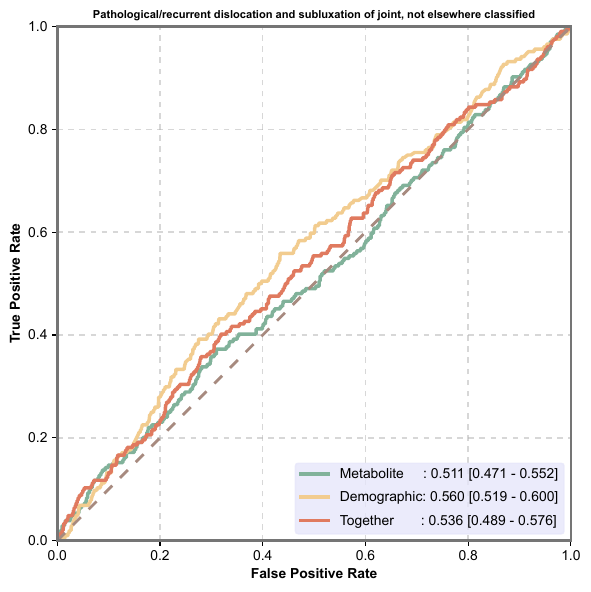 Pathological/recurrent dislocation and subluxation of joint, not elsewhere classified
1.0
0.8
0.6
0.4
0.2
0.0
True Positive Rate
Metabolite : 0.511 [0.471 - 0.552]
Demographic: 0.560 [0.519 - 0.600]
Together : 0.536 [0.489 - 0.576]
0.0 0.2 0.4 0.6 0.8 1.0
False Positive Rate